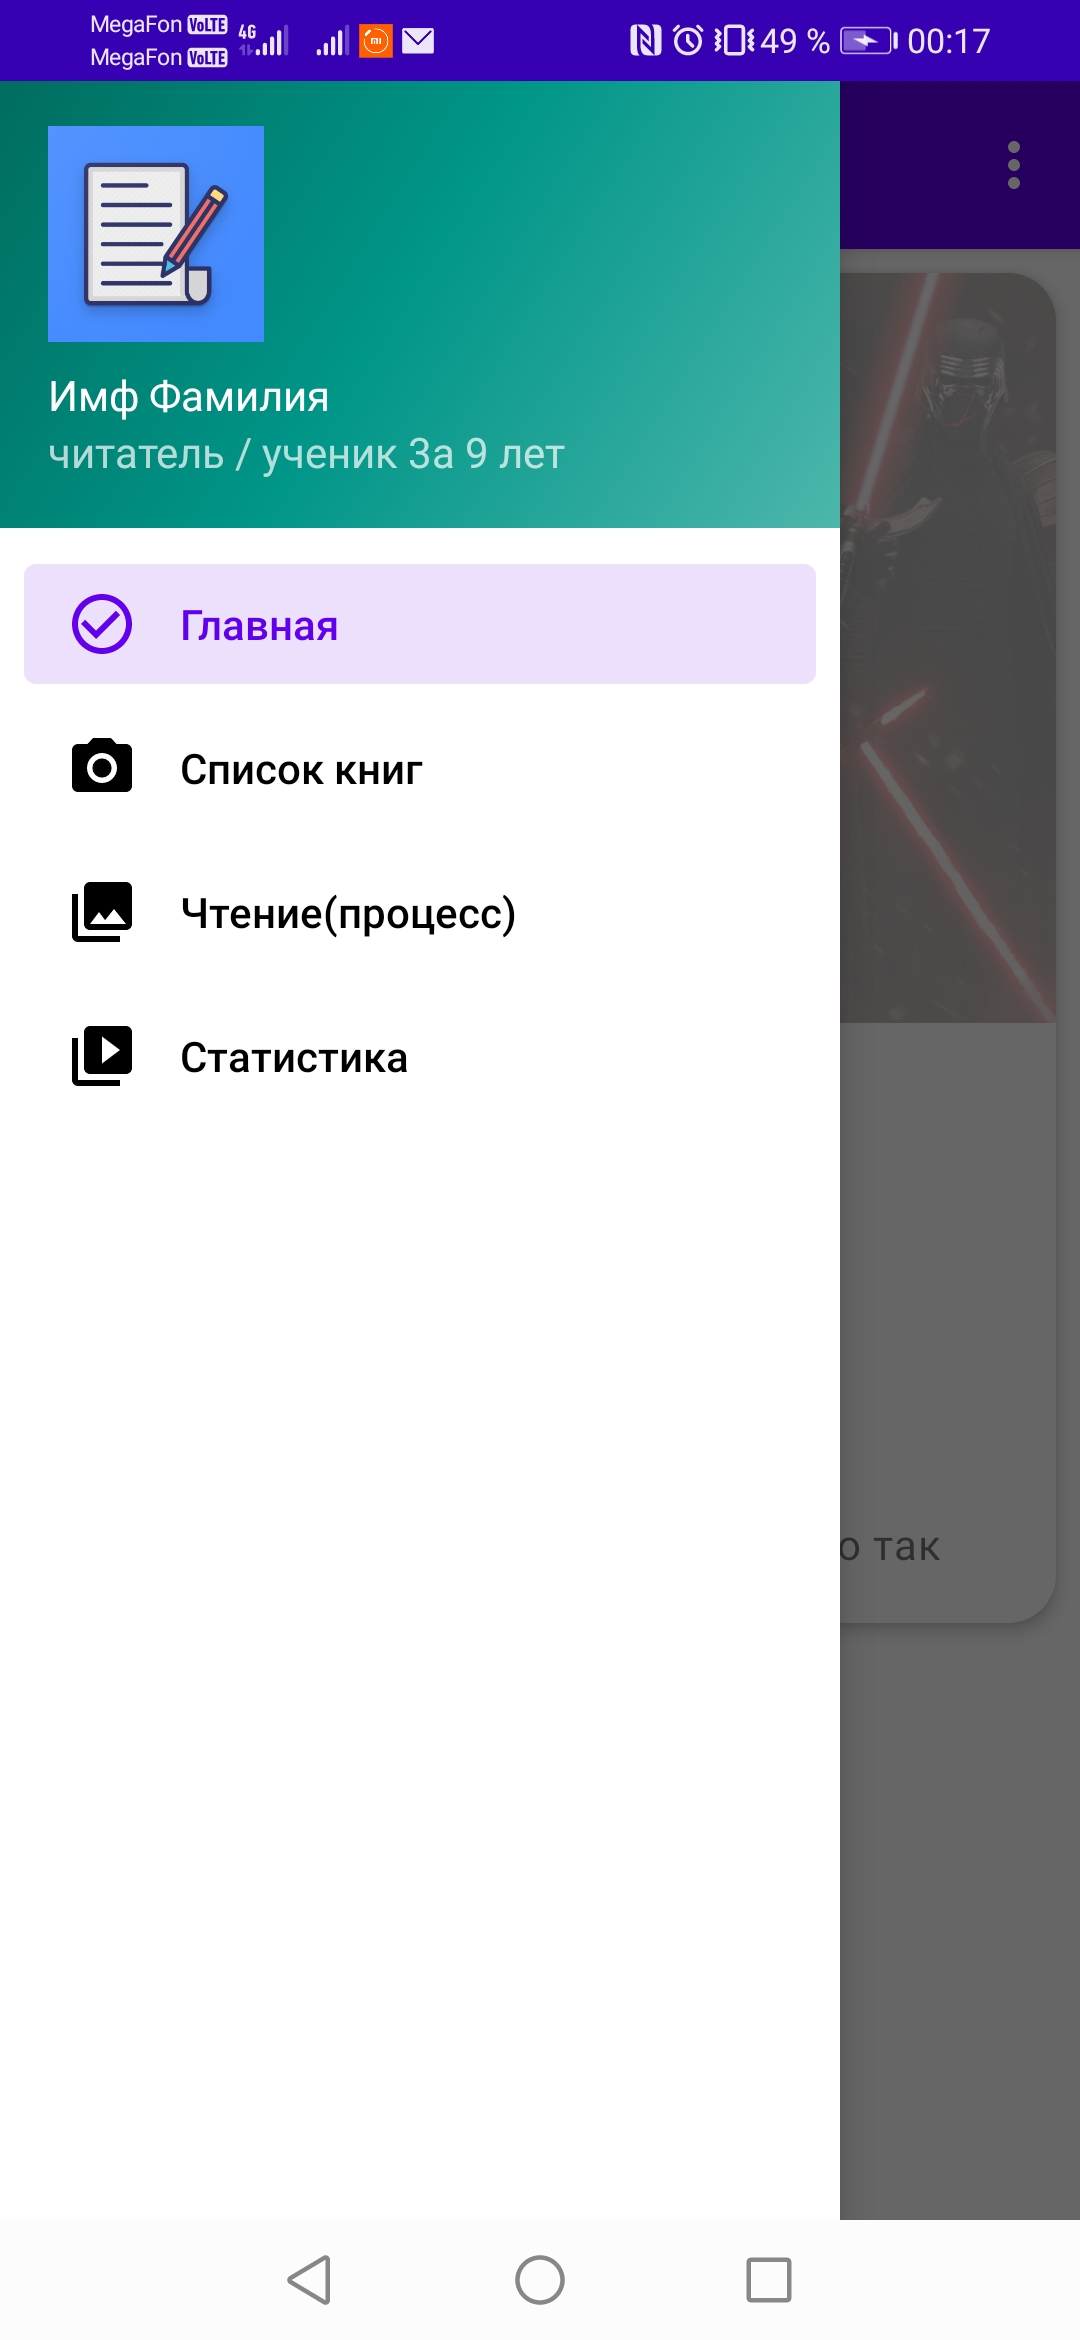 MegaFon VoLTE
MegaFon VoLTE
4G
49 %
00:17
Имф Фамилия
читатель / ученик 3а 9 лет
Главная
Список книг
Чтение(процесс)
Статистика
о так